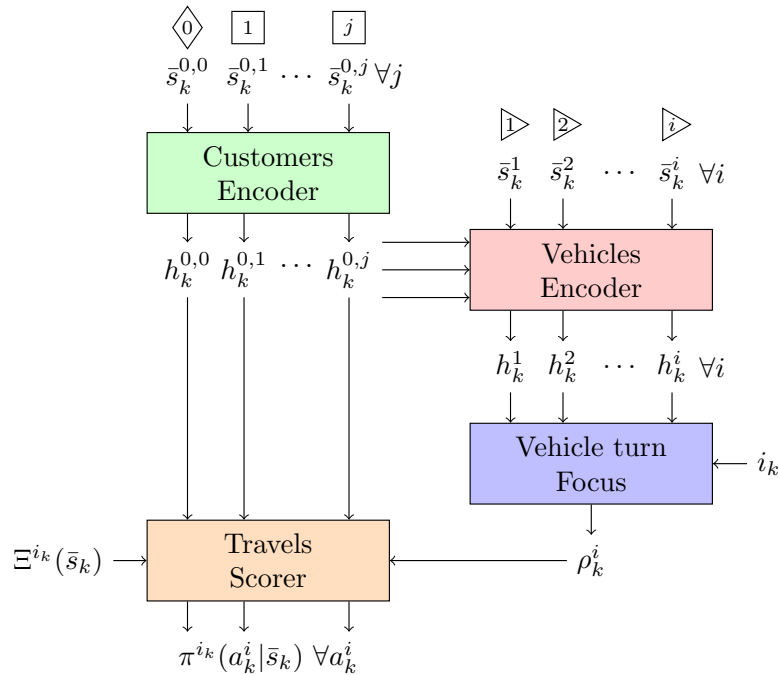 0 1 j
s̄_k^{0,0} s̄_k^{0,1} ⋯ s̄_k^{0,j} ∀j
Customers
Encoder
h_k^{0,0} h_k^{0,1} ⋯ h_k^{0,j}
1 2 i
s̄_k^1 s̄_k^2 ⋯ s̄_k^i ∀i
Vehicles
Encoder
h_k^1 h_k^2 ⋯ h_k^i ∀i
Vehicle turn
Focus
i_k
Ξ^{i_k}(s̄_k)
Travels
Scorer
ρ_k^i
π^{i_k}(a_k^i|s̄_k) ∀a_k^i